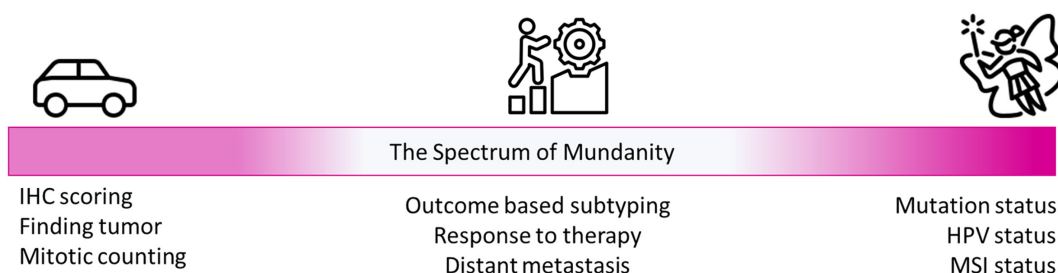 The Spectrum of Mundanity
IHC scoring
Finding tumor
Mitotic counting
Outcome based subtyping
Response to therapy
Distant metastasis
Mutation status
HPV status
MSI status